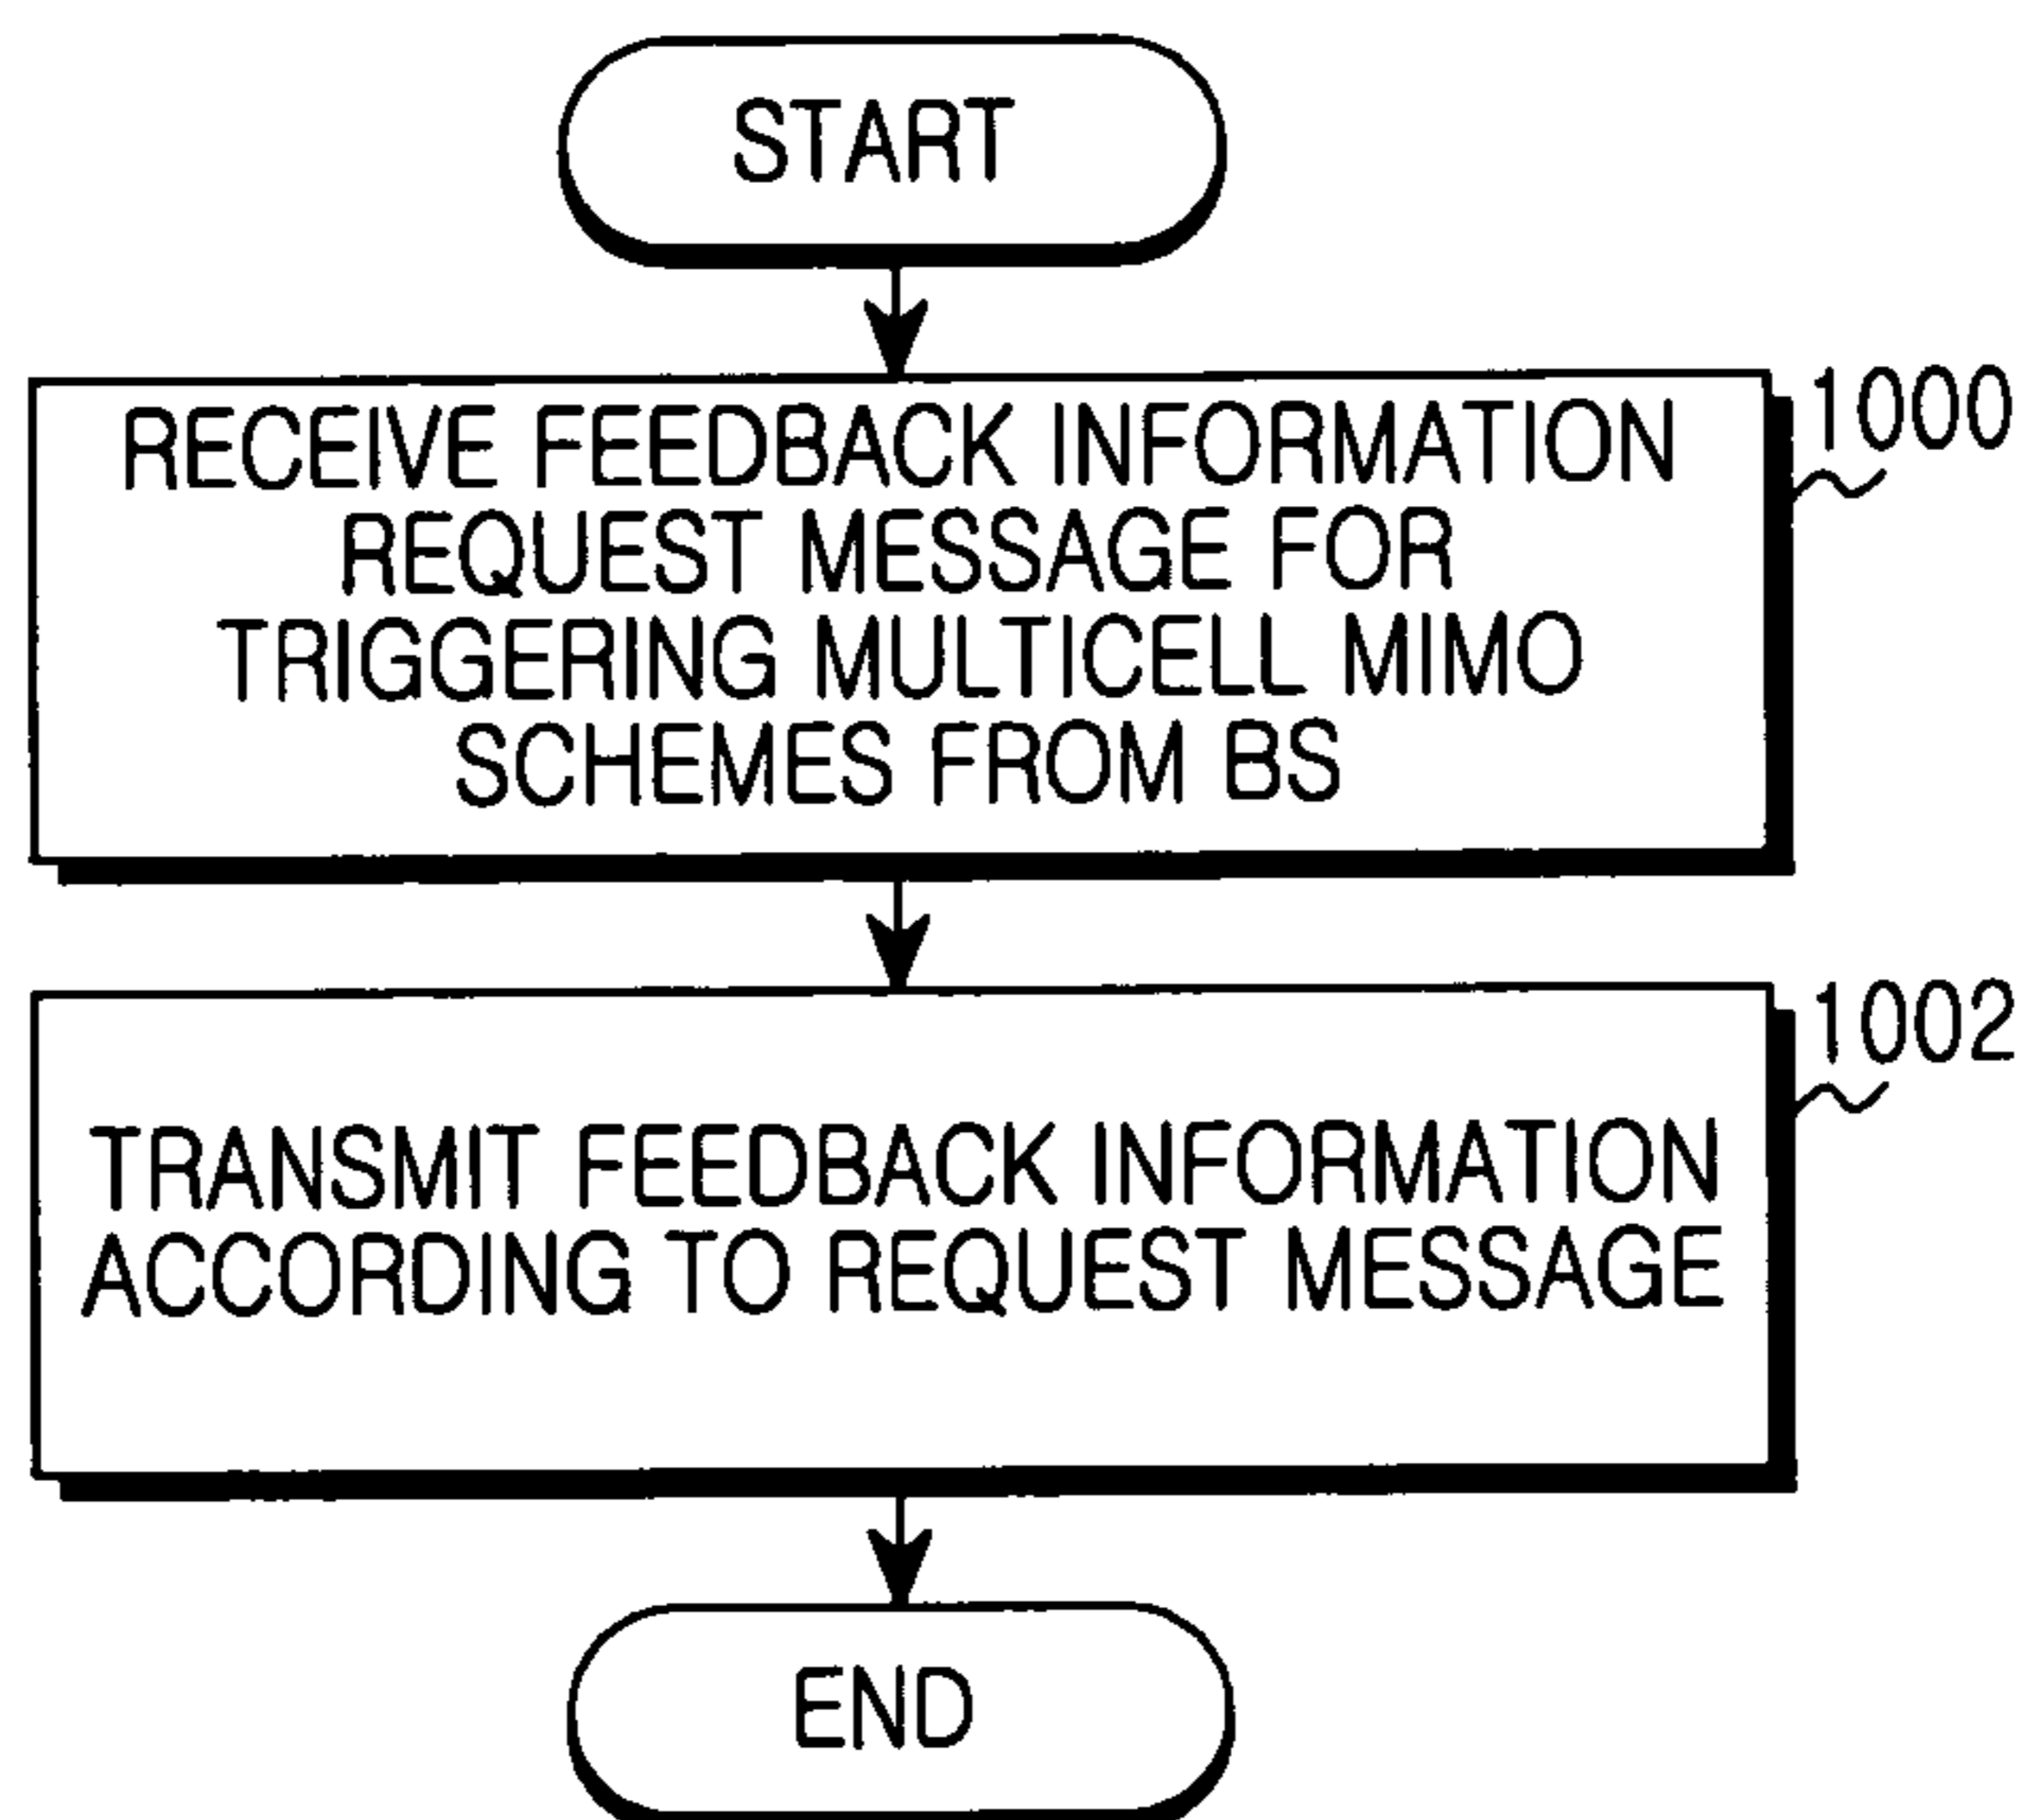 START
1000
RECEIVE FEEDBACK INFORMATION
REQUEST MESSAGE FOR
TRIGGERING MULTICELL MIMO
SCHEMES FROM BS
1002
TRANSMIT FEEDBACK INFORMATION
ACCORDING TO REQUEST MESSAGE
END